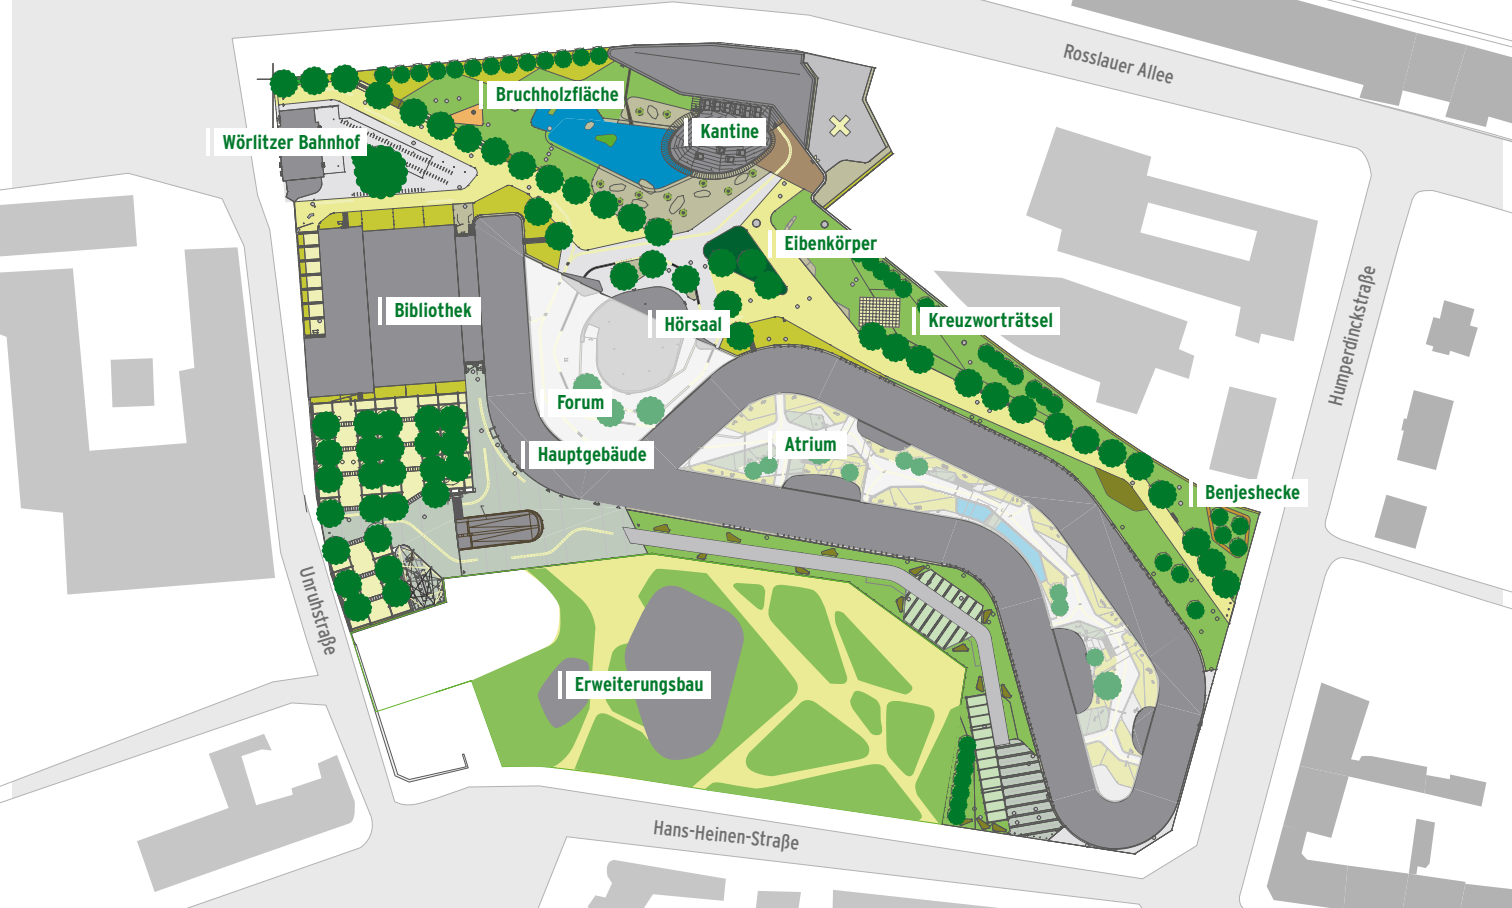 Rosslauer Allee
Bruchholzfläche
Kantine
Wörlitzer Bahnhof
Eibenkörper
Bibliothek
Hörsaal
Kreuzworträtsel
Humperdinckstraße
Forum
Atrium
Hauptgebäude
Benjeshecke
Unruhstraße
Erweiterungsbau
Hans-Heinen-Straße